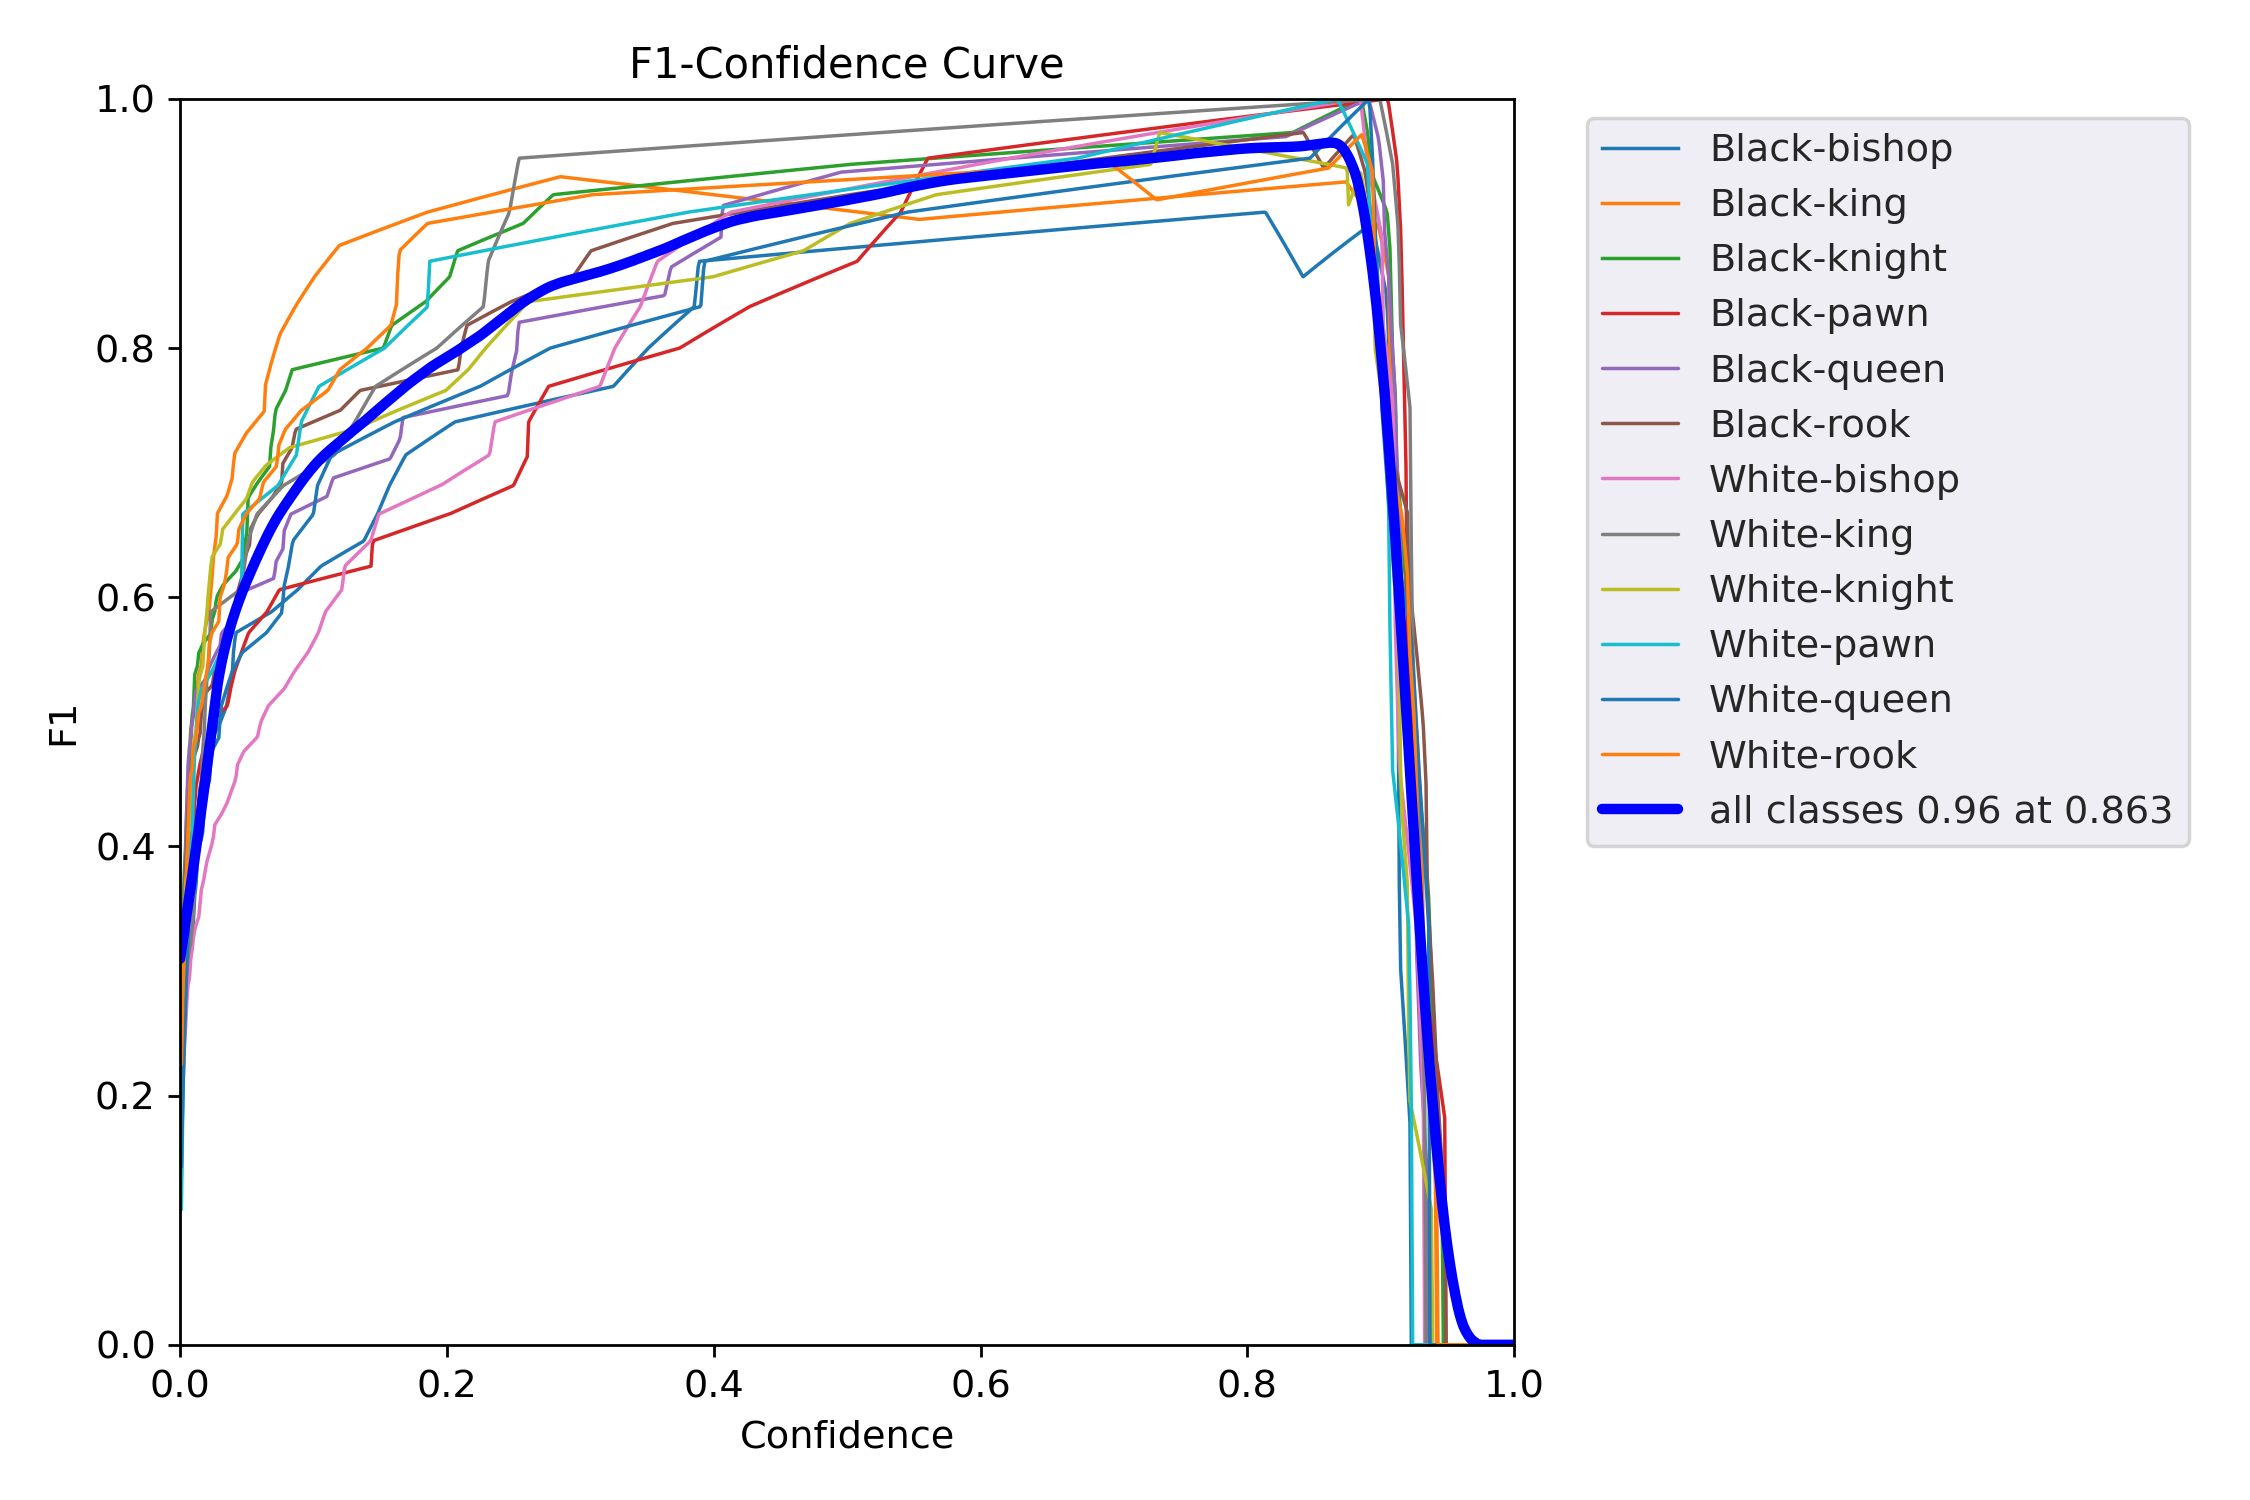 F1-Confidence Curve
1.0
0.8
0.6
0.4
0.2
0.0
F1
0.0 0.2 0.4 0.6 0.8 1.0
Confidence
Black-bishop
Black-king
Black-knight
Black-pawn
Black-queen
Black-rook
White-bishop
White-king
White-knight
White-pawn
White-queen
White-rook
all classes 0.96 at 0.863